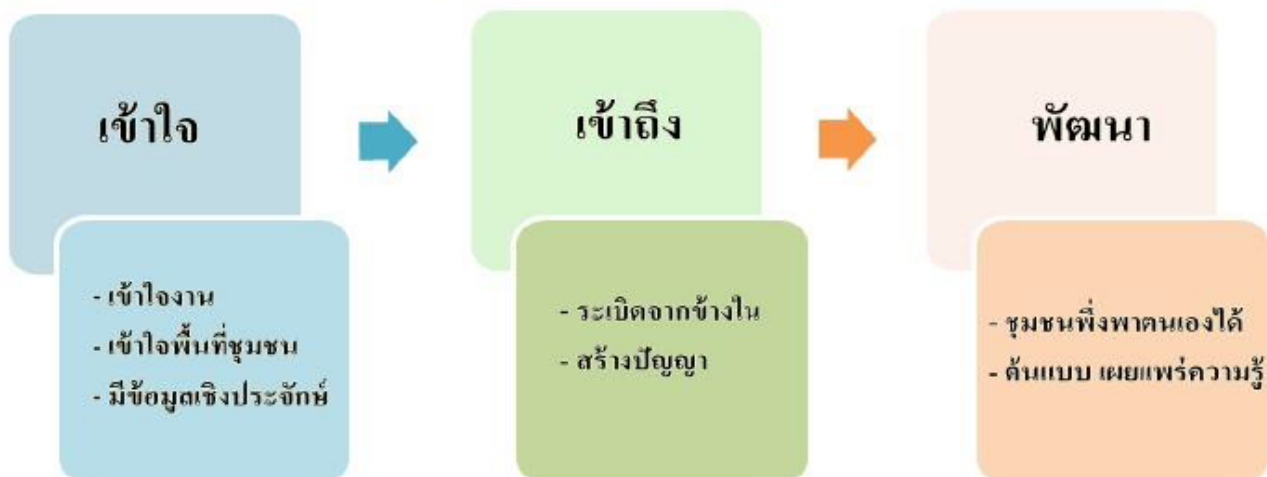 เข้าใจ
- เข้าใจงาน
- เข้าใจพื้นที่ชุมชน
- มีข้อมูลเชิงประจักษ์
เข้าถึง
- ระเบิดจากข้างใน
- สร้างปัญญา
พัฒนา
- ชุมชนพึ่งพาตนเองได้
- ต้นแบบ เผยแพร่ความรู้